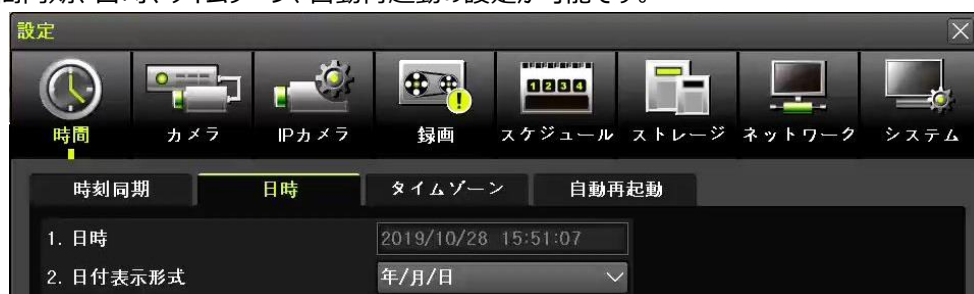 時刻同期、日時、タイムゾーン、自動再起動の設定が可能です。
設定
時間 カメラ IPカメラ 録画 スケジュール ストレージ ネットワーク システム
1234
時刻同期 日時 タイムゾーン 自動再起動
1. 日時 2019/10/28 15:51:07
2. 日付表示形式 年/月/日